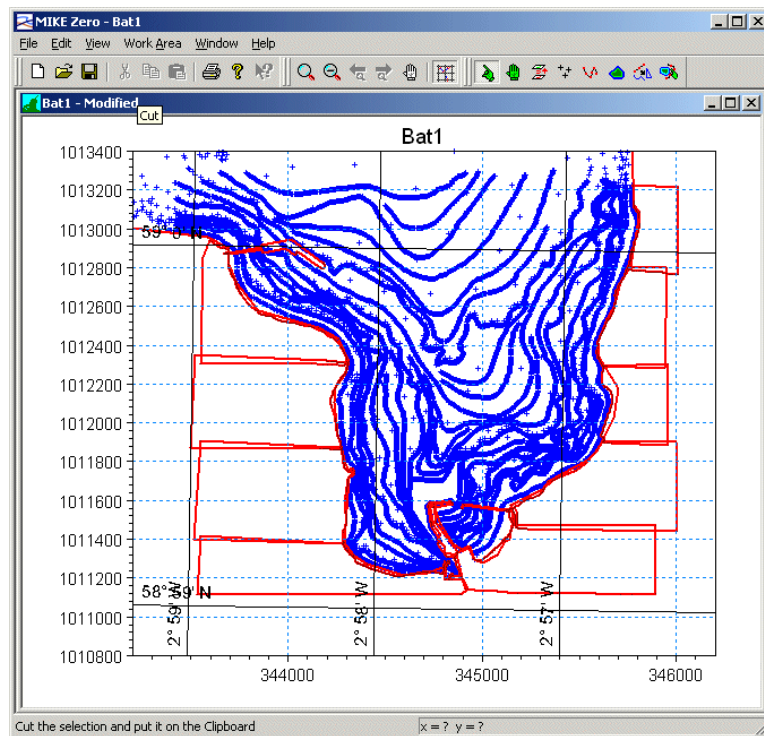 MIKE Zero - Bat1
File Edit View Work Area Window Help
Bat1 - Modified
Cut
Bat1
1013400
1013200
1013000
59° 0' N
1012800
1012600
1012400
1012200
1012000
1011800
1011600
1011400
1011200
58° 59' N
1011000
1010800
2° 59' W
2° 58' W
2° 57' W
344000 345000 346000
Cut the selection and put it on the Clipboard x = ? y = ?